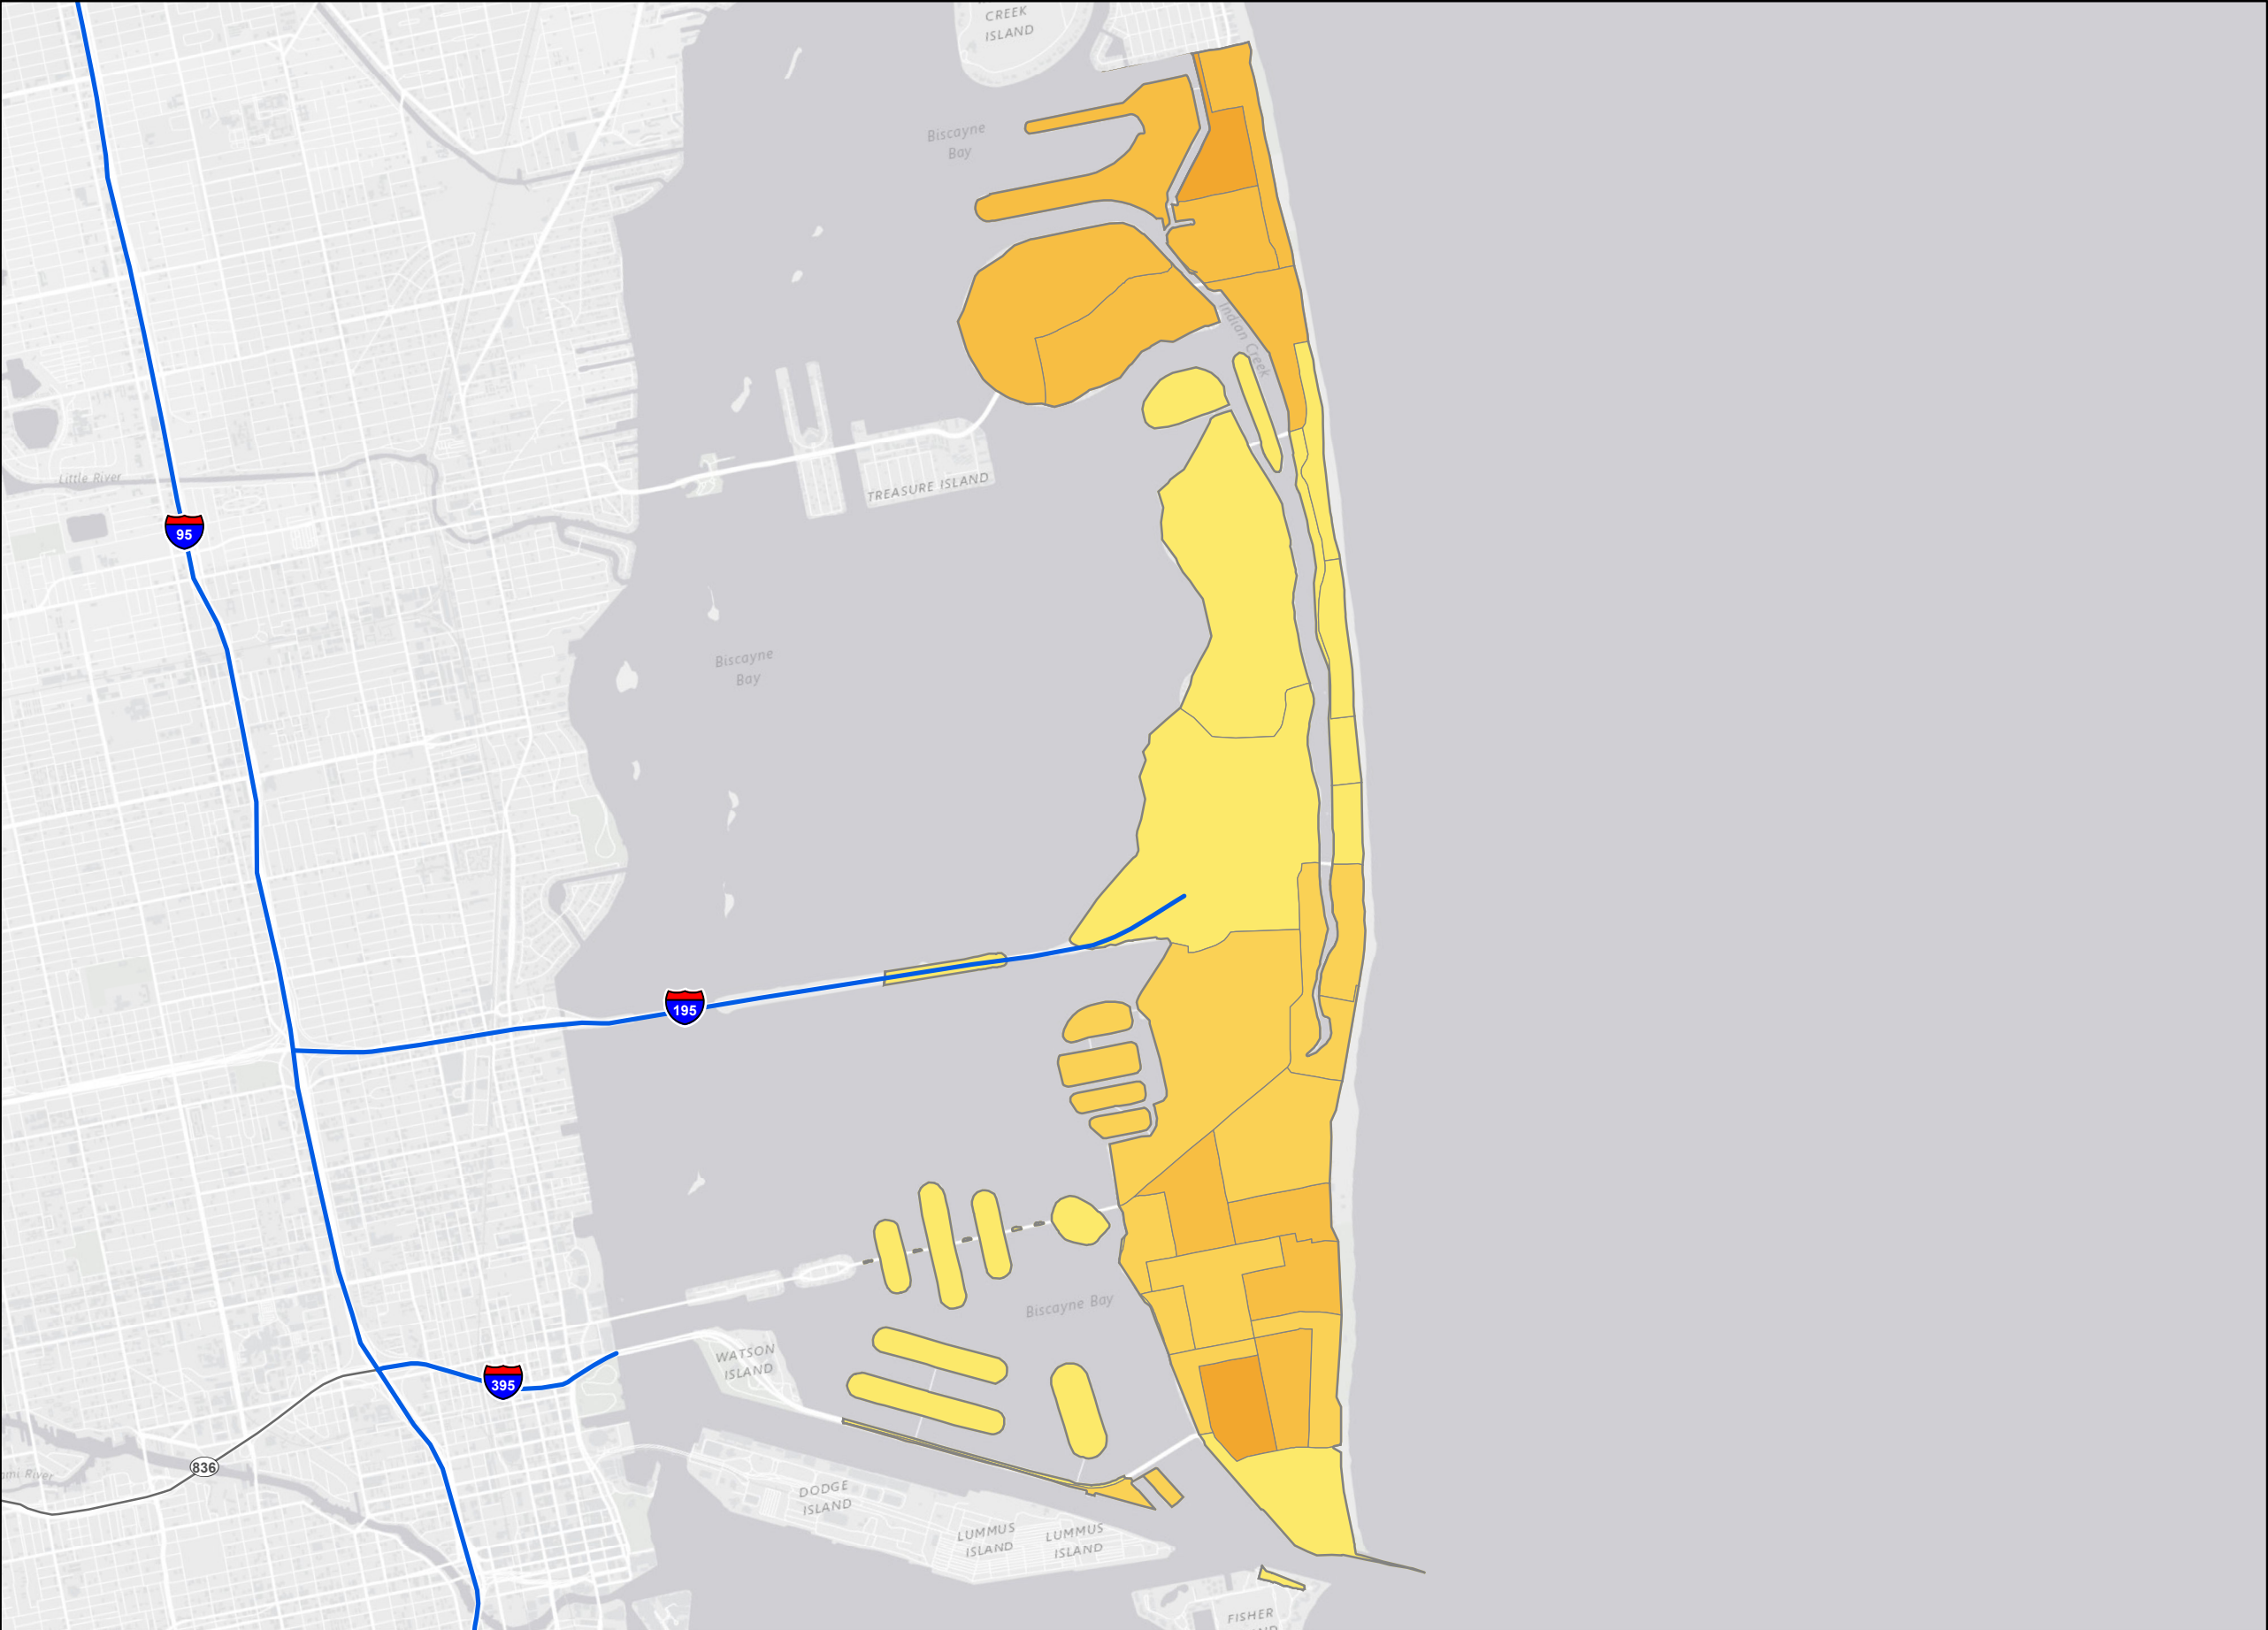 CREEK
ISLAND
Biscayne
Bay
Indian Creek
Little River
TREASURE ISLAND
95
Biscayne
Bay
195
Biscayne Bay
WATSON
ISLAND
395
836
River
DODGE
ISLAND
LUMMUS
ISLAND
LUMMUS
ISLAND
FISHER